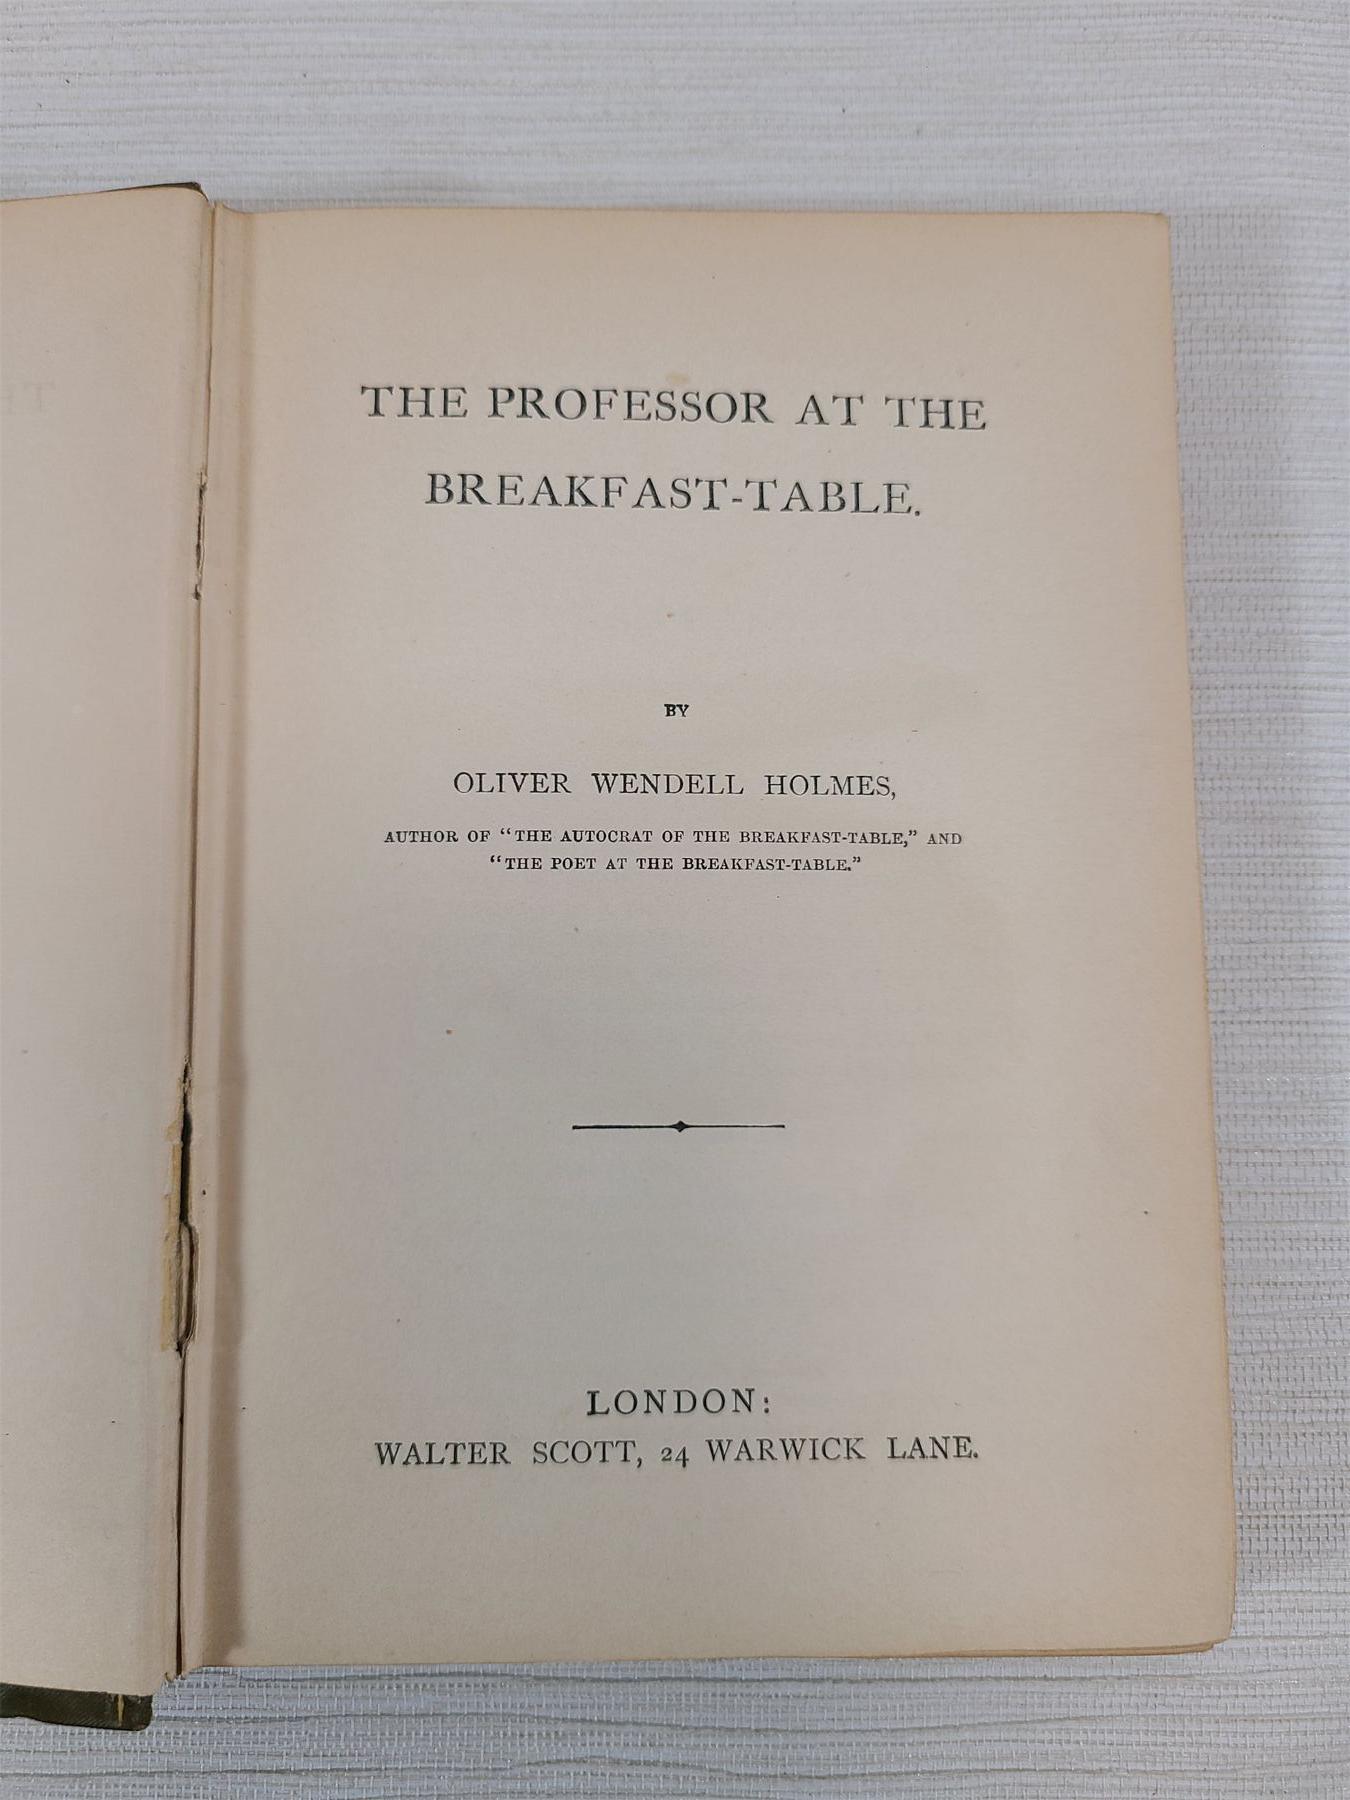 THE PROFESSOR AT THE
BREAKFAST-TABLE.
BY
OLIVER WENDELL HOLMES,
AUTHOR OF “THE AUTOCRAT OF THE BREAKFAST-TABLE,” AND
“THE POET AT THE BREAKFAST-TABLE.”
LONDON:
WALTER SCOTT, 24 WARWICK LANE.